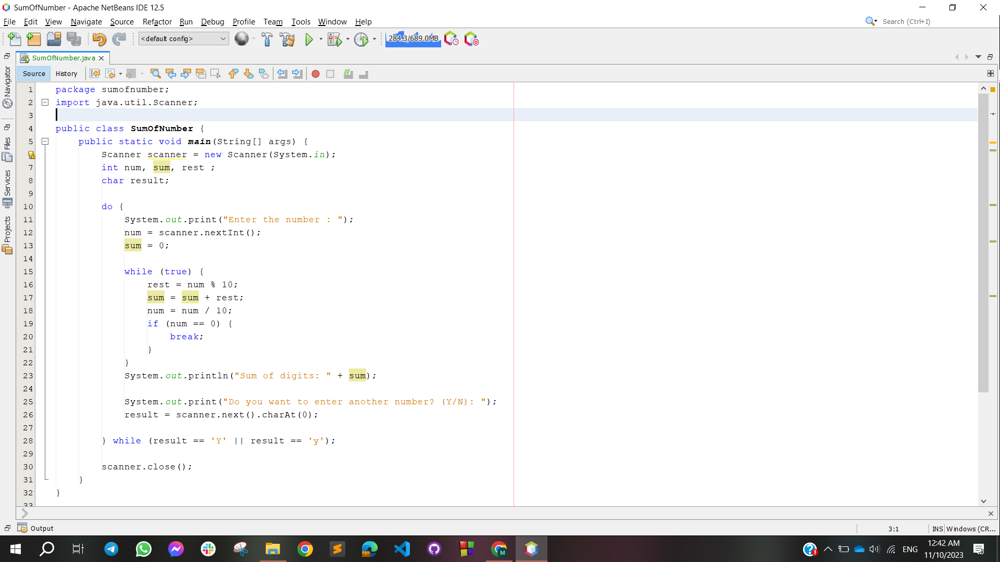 SumOfNumber - Apache NetBeans IDE 12.5
File Edit View Navigate Source Refactor Run Debug Profile Team Tools Window Help
Search (Ctrl+I)
<default config>
284.3/689.0MB
SumOfNumber.java
Source History
Navigator
Files
Services
Projects
1 package sumofnumber;
2 import java.util.Scanner;
3
4 public class SumOfNumber {
5 public static void main(String[] args) {
Scanner scanner = new Scanner(System.in);
7 int num, sum, rest ;
8 char result;
9
10 do {
11 System.out.print("Enter the number : ");
12 num = scanner.nextInt();
13 sum = 0;
14
15 while (true) {
16 rest = num % 10;
17 sum = sum + rest;
18 num = num / 10;
19 if (num == 0) {
20 break;
21 }
22 }
23 System.out.println("Sum of digits: " + sum);
24
25 System.out.print("Do you want to enter another number? (Y/N): ");
26 result = scanner.next().charAt(0);
27
28 } while (result == 'Y' || result == 'y');
29
30 scanner.close();
31 }
32 }
33
Output
3:1 INS Windows (CR...
ENG
12:42 AM
11/10/2023